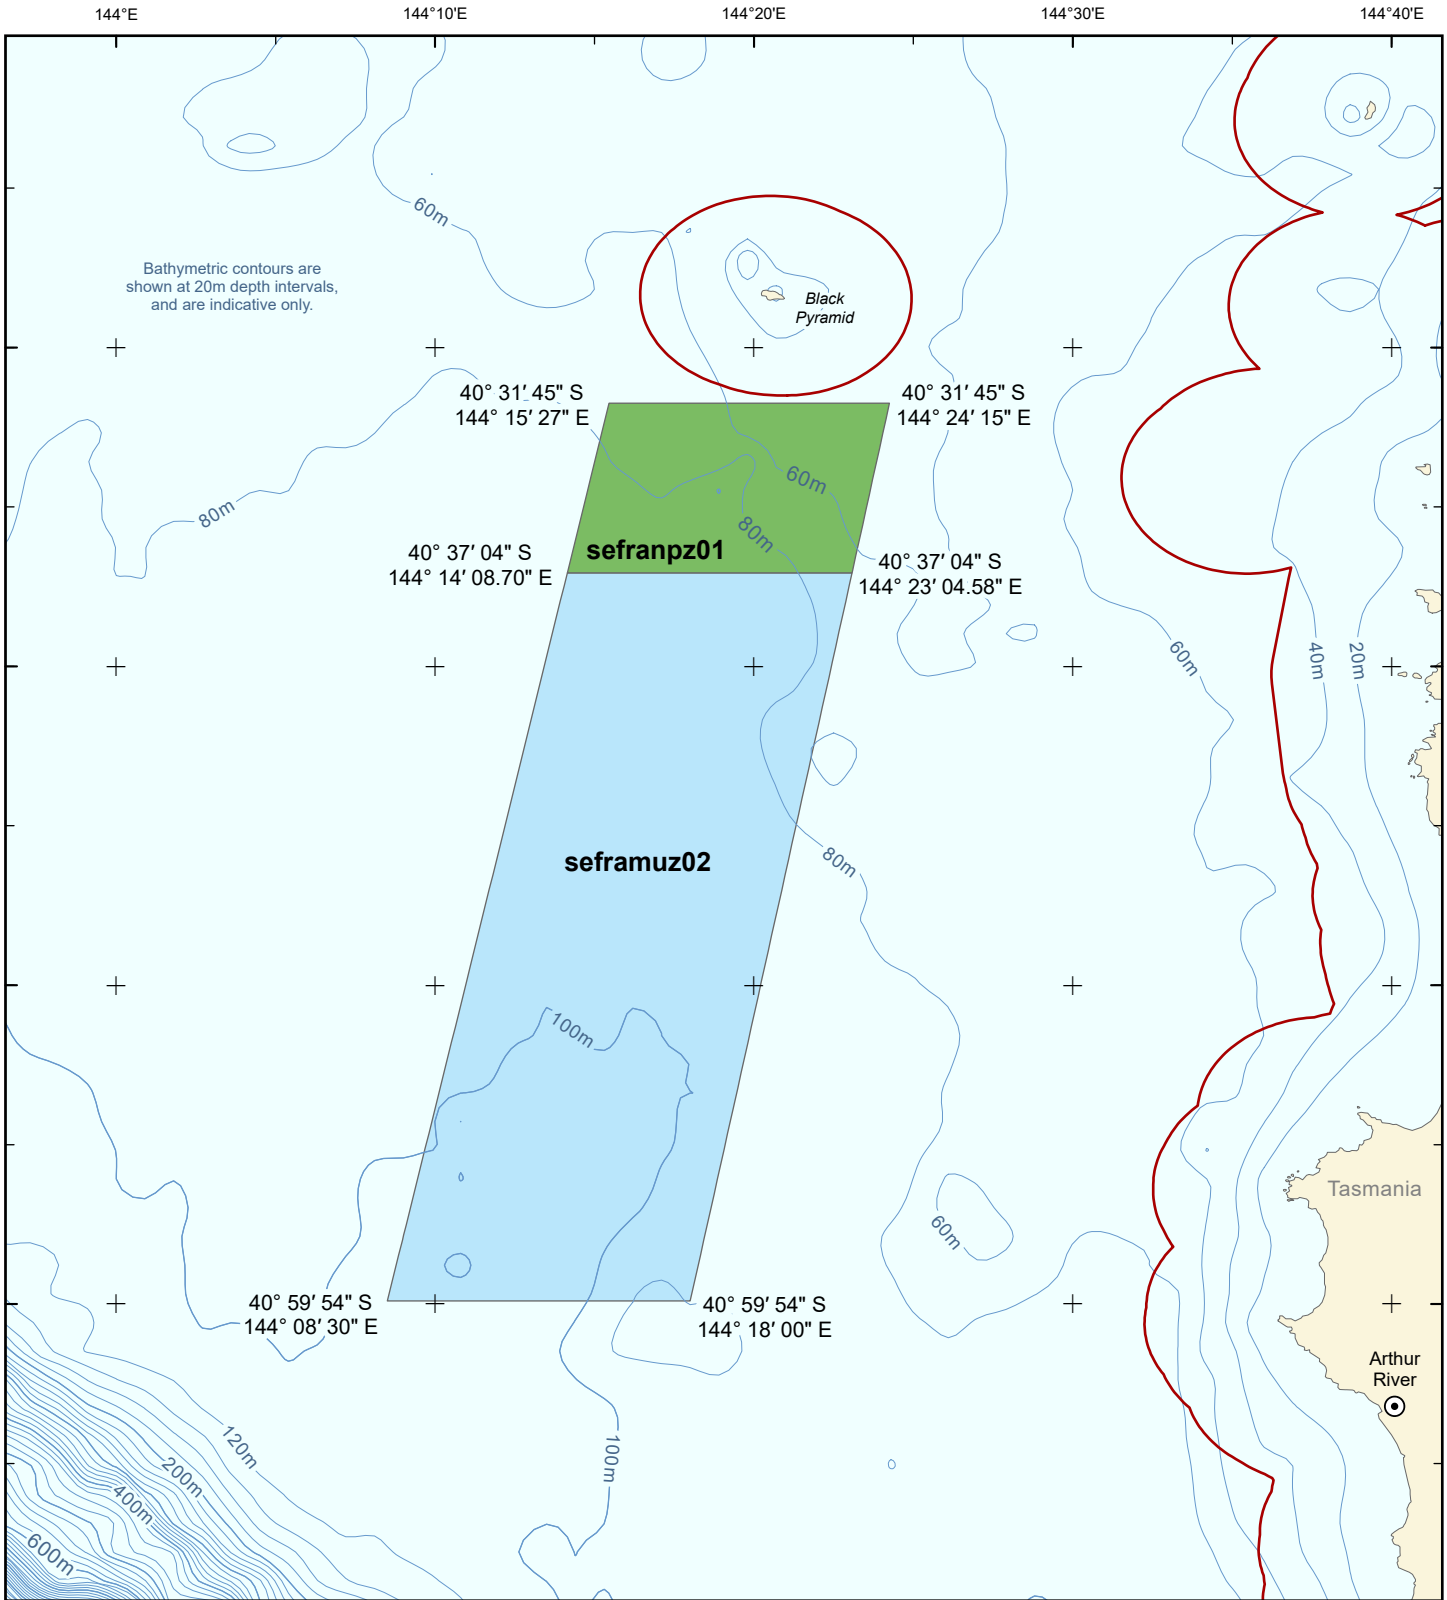 144°E
144°10'E
144°20'E
144°30'E
144°40'E
60m
Bathymetric contours are
shown at 20m depth intervals,
and are indicative only.
Black
Pyramid
40° 31′ 45" S
144° 15′ 27" E
40° 31′ 45" S
144° 24′ 15" E
60m
80m
80m
sefranpz01
40° 37′ 04" S
144° 14′ 08.70" E
40° 37′ 04" S
144° 23′ 04.58" E
60m
40m
20m
seframuz02
80m
100m
Tasmania
60m
40° 59′ 54" S
144° 08′ 30" E
40° 59′ 54" S
144° 18′ 00" E
Arthur
River
120m
200m
400m
600m
100m